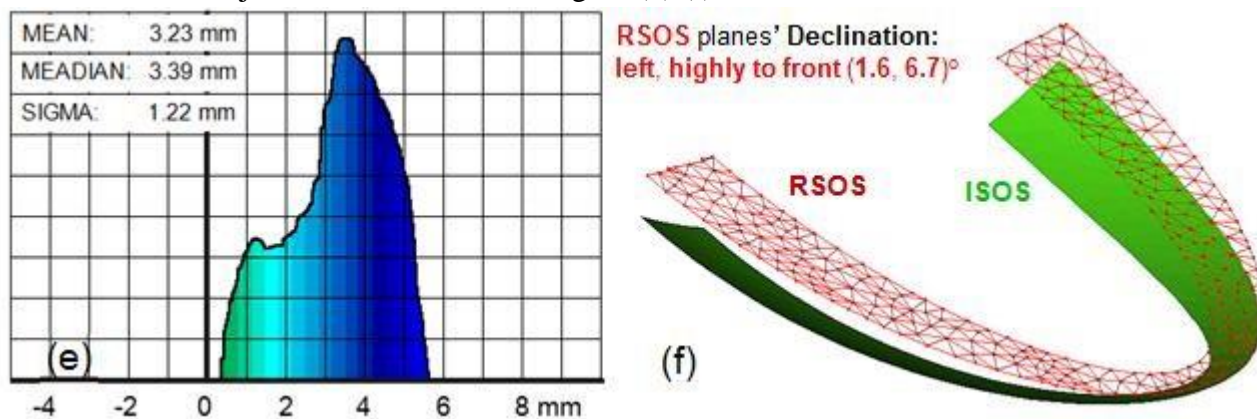 MEAN: 3.23 mm
MEADIAN: 3.39 mm
SIGMA: 1.22 mm
(e)
-4 -2 0 2 4 6 8 mm
RSOS planes' Declination:
left, highly to front (1.6, 6.7)°
RSOS
ISOS
(f)